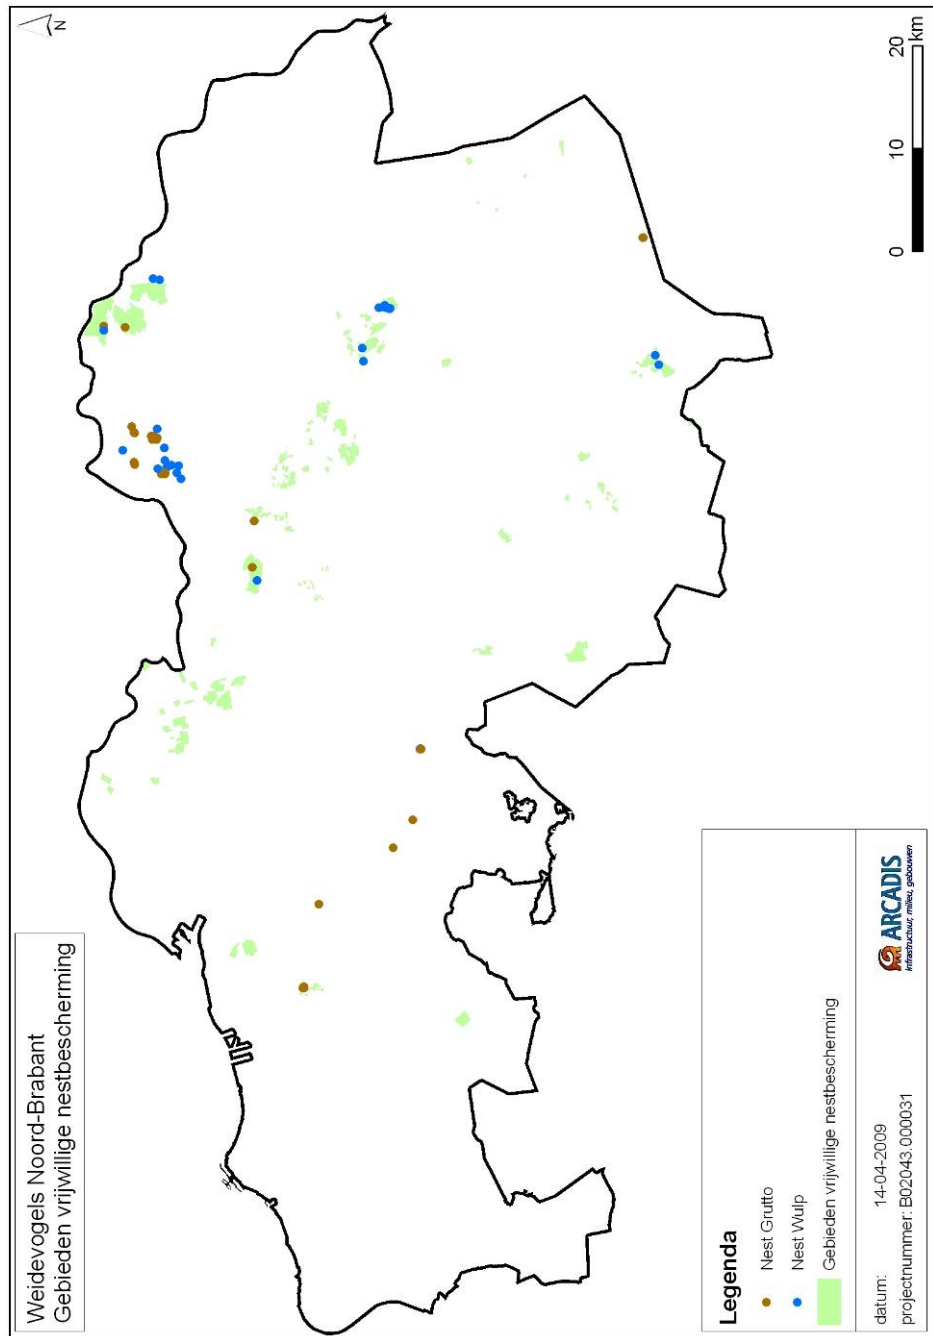 Weidevogels Noord-Brabant
Gebieden vrijwillige nestbescherming
N
Legenda
Nest Grutto
Nest Wulp
Gebieden vrijwillige nestbescherming
datum: 14-04-2009
projectnummer: B02043.000031
ARCADIS
Infrastructuur, milieu, gebouwen
0 10 20
km